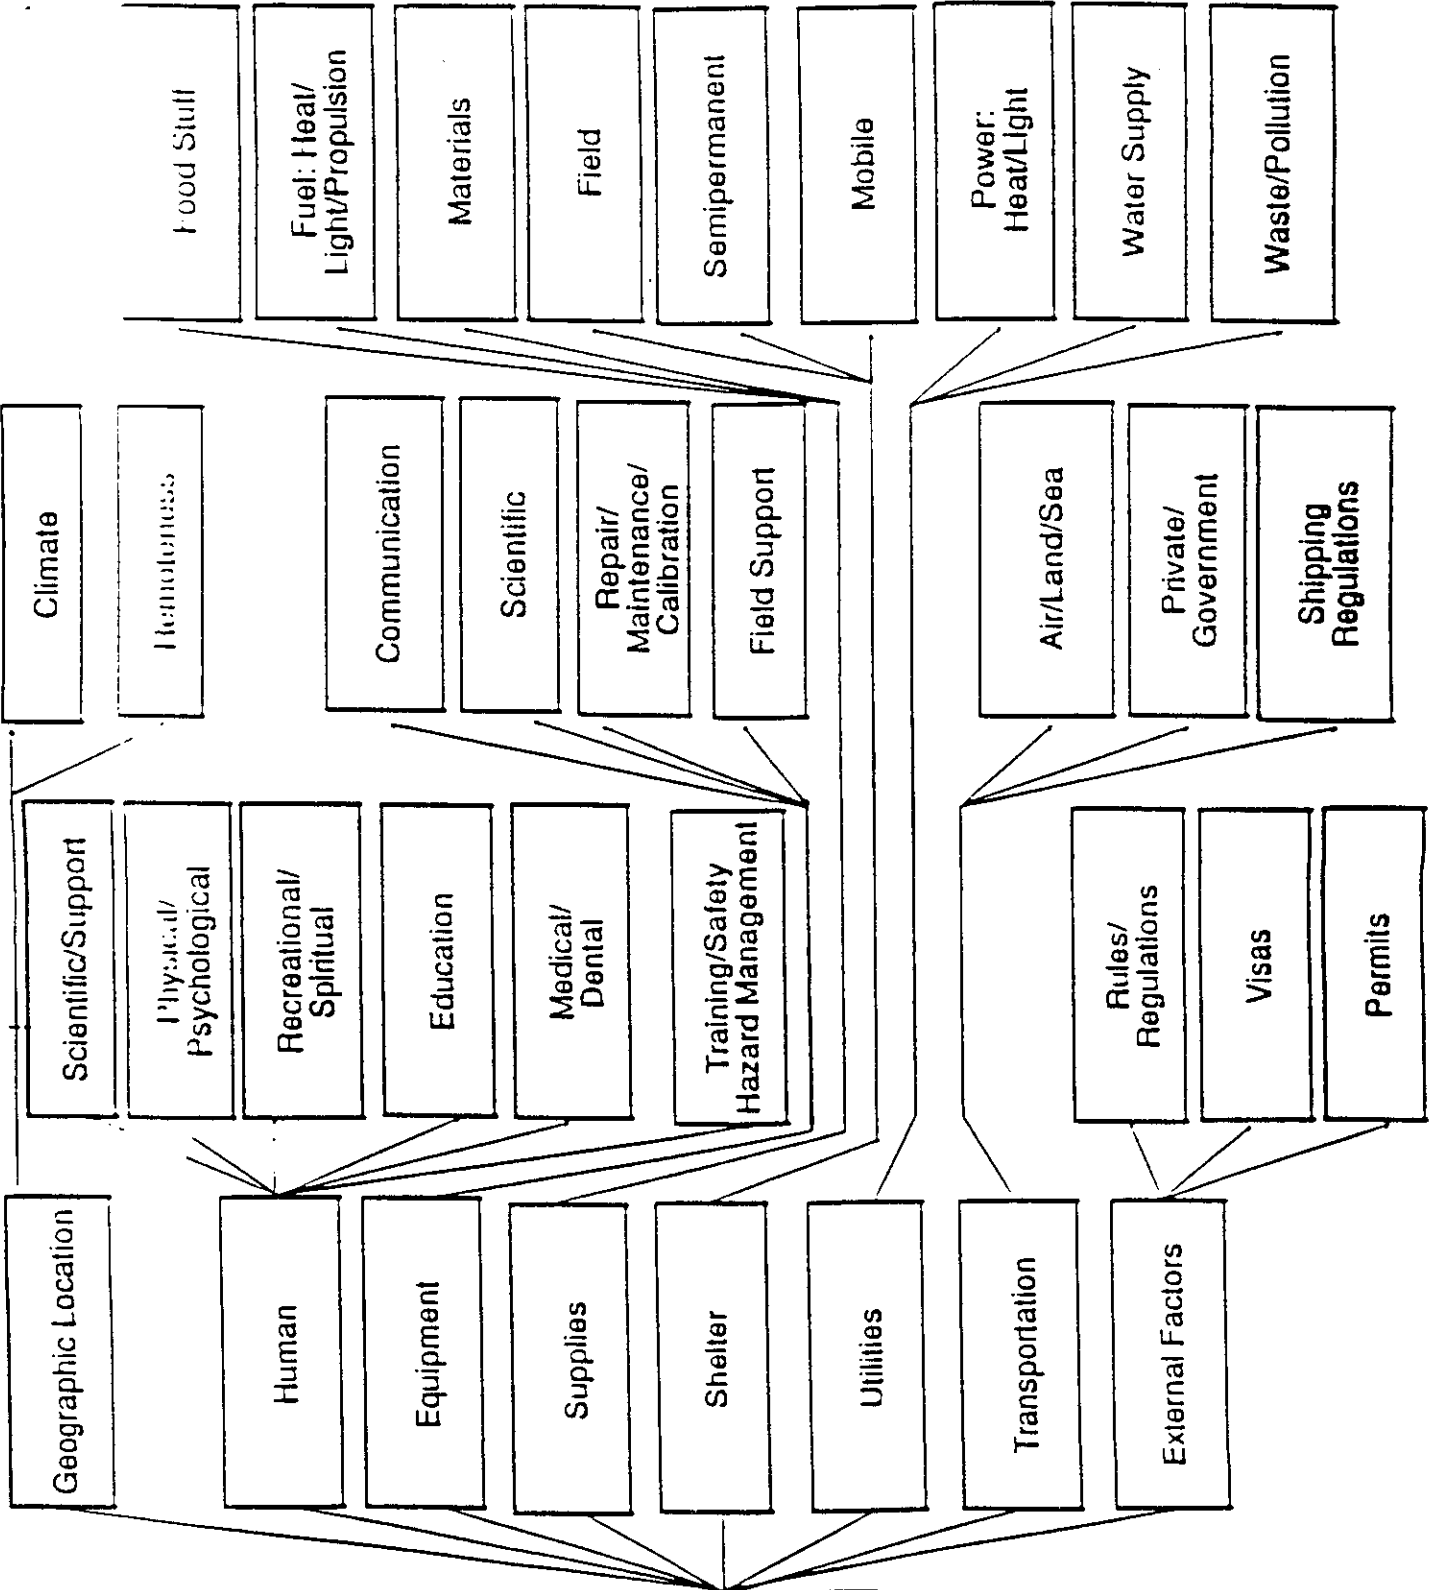 Geographic Location
Human
Equipment
Supplies
Shelter
Utilities
Transportation
External Factors
Scientific/Support
Physical/
Psychological
Recreational/
Spiritual
Education
Medical/
Dental
Training/Safety
Hazard Management
Rules/
Regulations
Visas
Permits
Climate
Remoteness
Communication
Scientific
Repair/
Maintenance/
Calibration
Field Support
Air/Land/Sea
Private/
Government
Shipping
Regulations
Food Stuff
Fuel: Heat/
Light/Propulsion
Materials
Field
Semipermanent
Mobile
Power:
Heat/Light
Water Supply
Waste/Pollution